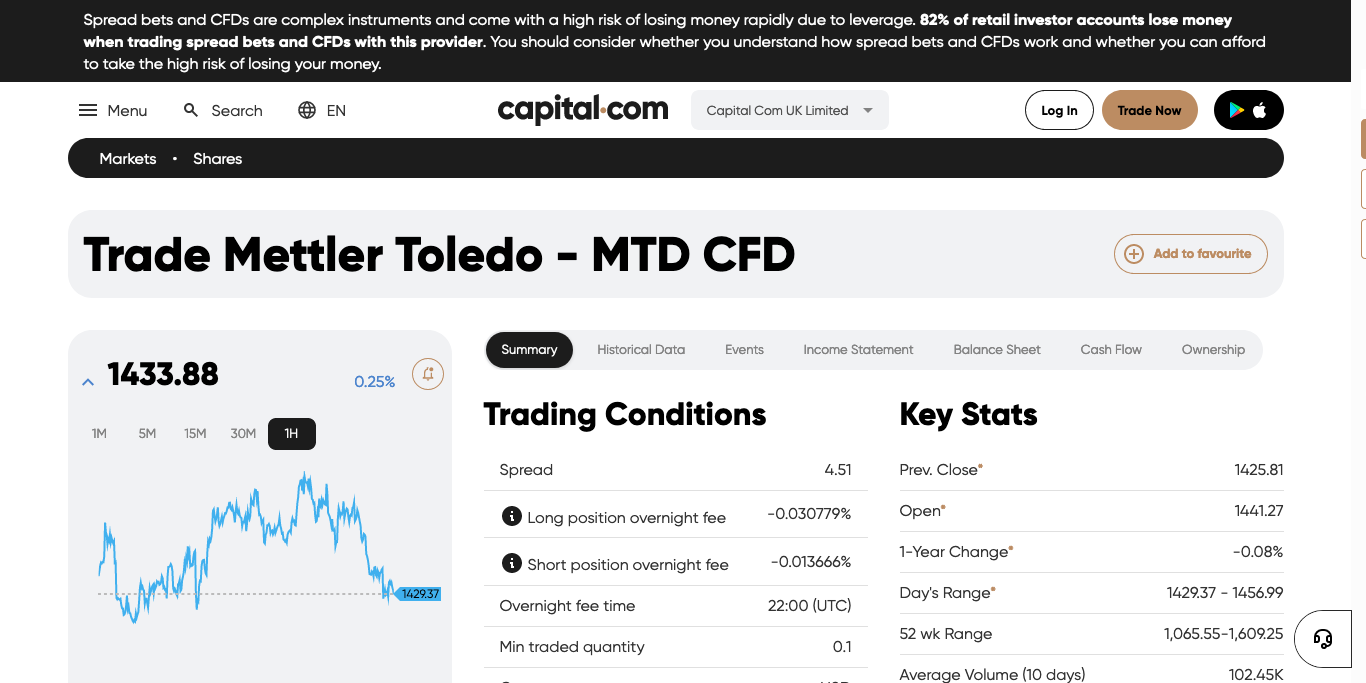 Spread bets and CFDs are complex instruments and come with a high risk of losing money rapidly due to leverage. 82% of retail investor accounts lose money
when trading spread bets and CFDs with this provider. You should consider whether you understand how spread bets and CFDs work and whether you can afford
to take the high risk of losing your money.
Menu
Search
EN
capital.com
Capital Com UK Limited
Log In
Trade Now
Markets • Shares
Trade Mettler Toledo - MTD CFD
Add to favourite
1433.88
0.25%
1M 5M 15M 30M 1H
1429.37
Summary Historical Data Events Income Statement Balance Sheet Cash Flow Ownership
Trading Conditions
Spread 4.51
Long position overnight fee -0.030779%
Short position overnight fee -0.013666%
Overnight fee time 22:00 (UTC)
Min traded quantity 0.1
Key Stats
Prev. Close* 1425.81
Open* 1441.27
1-Year Change* -0.08%
Day's Range* 1429.37 - 1456.99
52 wk Range 1,065.55-1,609.25
Average Volume (10 days) 102.45K